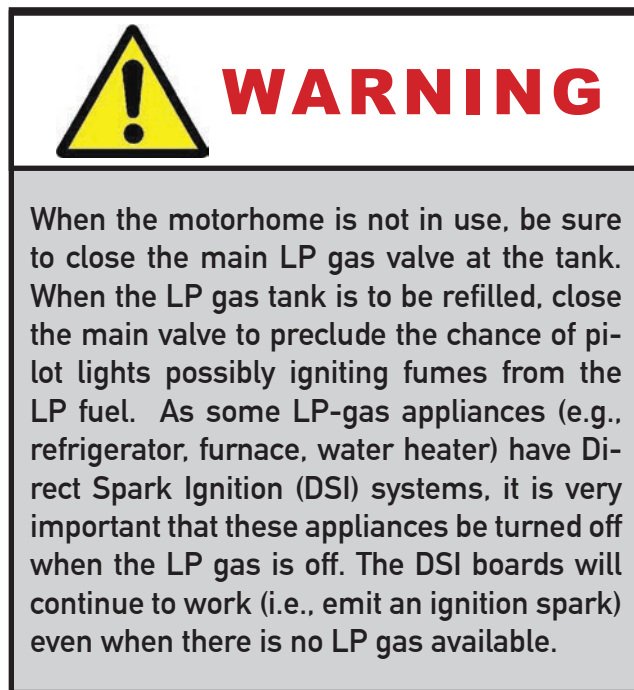 WARNING
When the motorhome is not in use, be sure
to close the main LP gas valve at the tank.
When the LP gas tank is to be refilled, close
the main valve to preclude the chance of pi-
lot lights possibly igniting fumes from the
LP fuel.  As some LP-gas appliances (e.g.,
refrigerator, furnace, water heater) have Di-
rect Spark Ignition (DSI) systems, it is very
important that these appliances be turned off
when the LP gas is off. The DSI boards will
continue to work (i.e., emit an ignition spark)
even when there is no LP gas available.